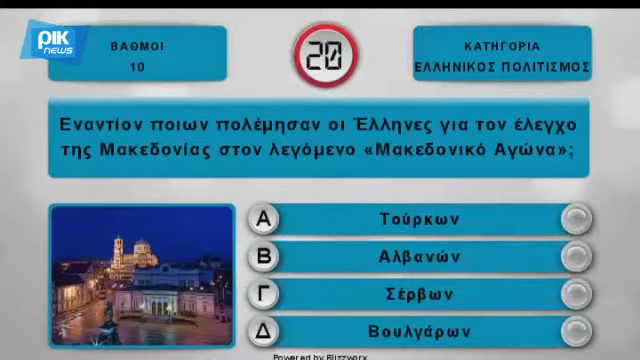 ΡΙΚ
news
ΒΑΘΜΟΙ
10
20
ΚΑΤΗΓΟΡΙΑ
ΕΛΛΗΝΙΚΟΣ ΠΟΛΙΤΙΣΜΟΣ
Εναντίον ποιων πολέμησαν οι Έλληνες για τον έλεγχο
της Μακεδονίας στον λεγόμενο «Μακεδονικό Αγώνα»;
Α Τούρκων
Β Αλβανών
Γ Σέρβων
Δ Βουλγάρων
Powered by Blizzworx